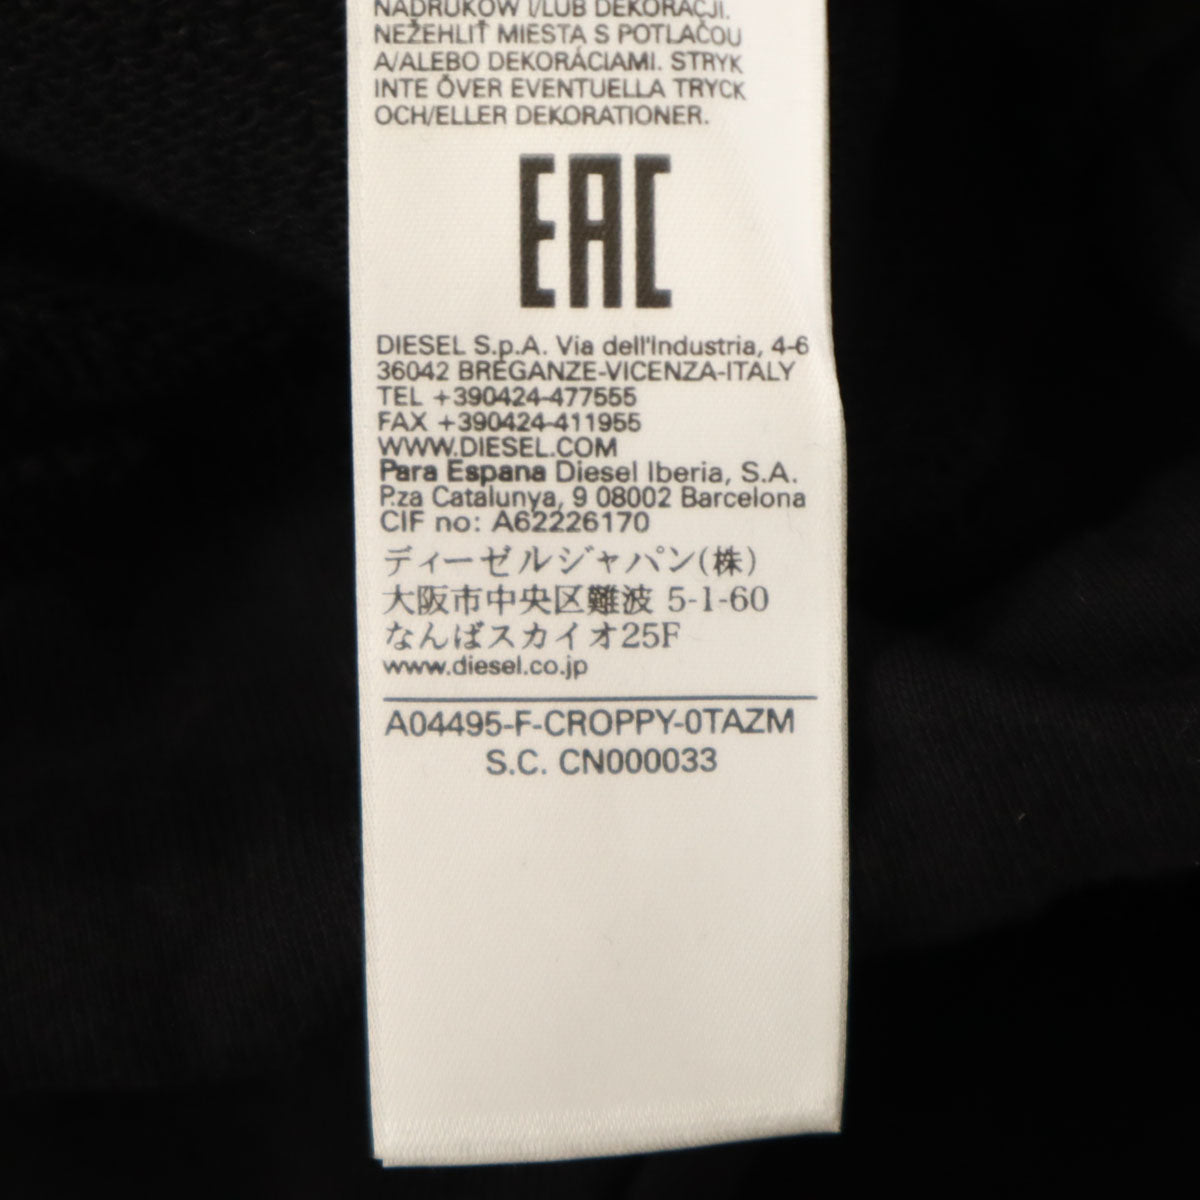 NADRUKÓW I/LUB DEKORACJI.
NEŽEHLIŤ MIESTA S POTLAČOU
A/ALEBO DEKORÁCIAMI. STRYK
INTE ÖVER EVENTUELLA TRYCK
OCH/ELLER DEKORATIONER.
EAC
DIESEL S.p.A. Via dell'Industria, 4-6
36042 BREGANZE-VICENZA-ITALY
TEL +390424-477555
FAX +390424-411955
WWW.DIESEL.COM
Para Espana Diesel Iberia, S.A.
P.za Catalunya, 9 08002 Barcelona
CIF no: A62226170
ディーゼルジャパン(株)
大阪市中央区難波 5-1-60
なんばスカイオ25F
www.diesel.co.jp
A04495-F-CROPPY-0TAZM
S.C. CN000033